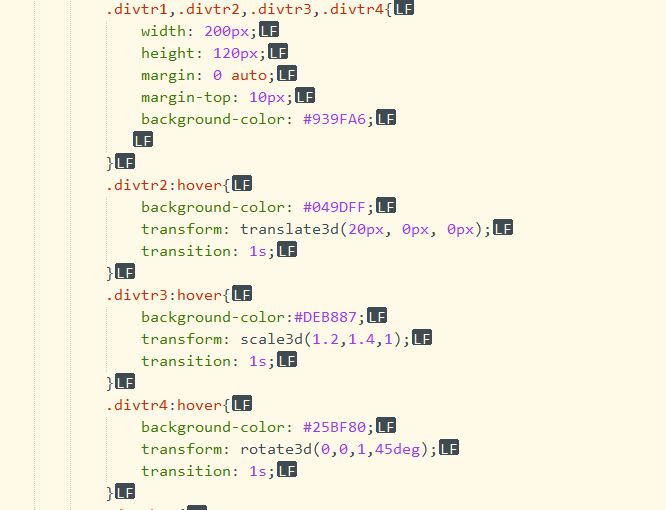 .divtr1,.divtr2,.divtr3,.divtr4{LF
width: 200px;LF
height: 120px;LF
margin: 0 auto;LF
margin-top: 10px;LF
background-color: #939FA6;LF
LF
}LF
.divtr2:hover{LF
background-color: #049DFF;LF
transform: translate3d(20px, 0px, 0px);LF
transition: 1s;LF
}LF
.divtr3:hover{LF
background-color:#DEB887;LF
transform: scale3d(1.2,1.4,1);LF
transition: 1s;LF
}LF
.divtr4:hover{LF
background-color: #25BF80;LF
transform: rotate3d(0,0,1,45deg);LF
transition: 1s;LF
}LF